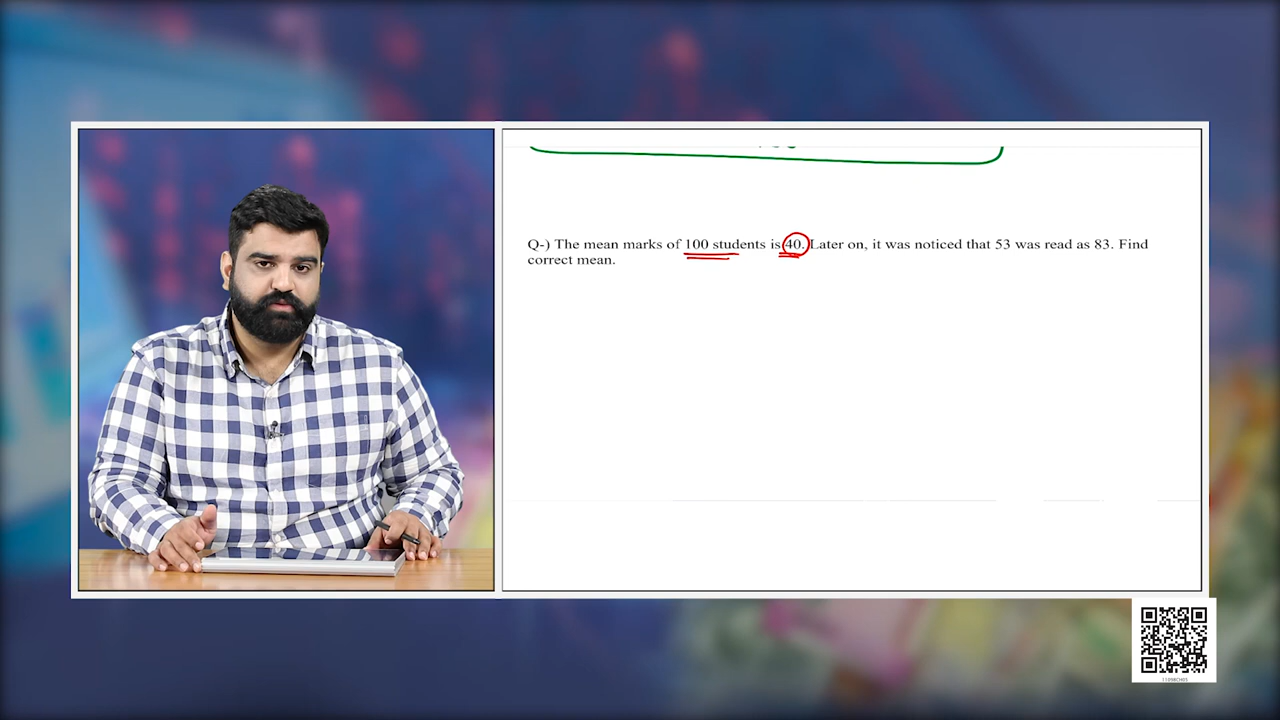 Q-) The mean marks of 100 students is 40. Later on, it was noticed that 53 was read as 83. Find
correct mean.